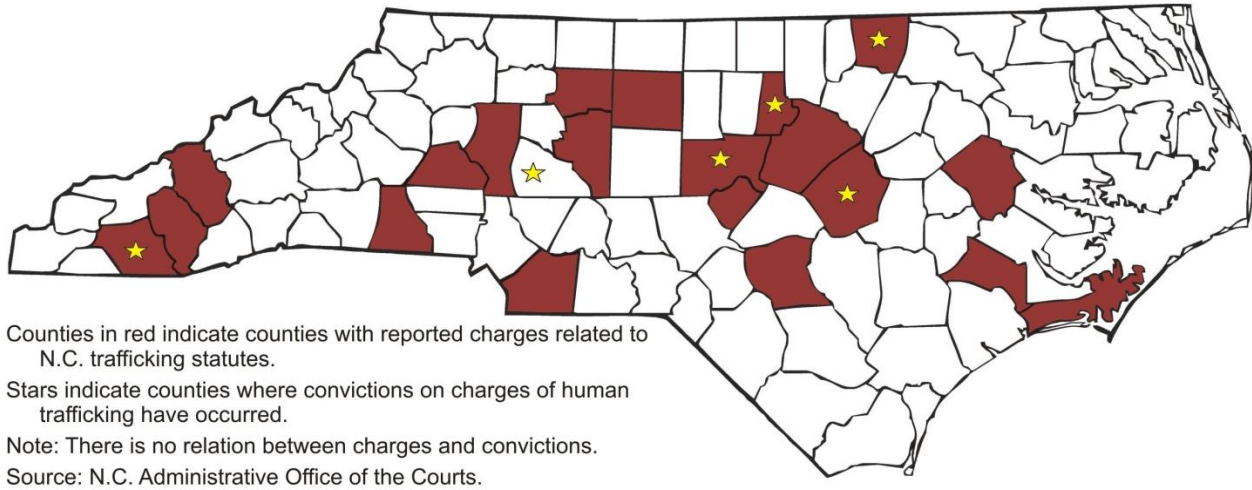 Counties in red indicate counties with reported charges related to
N.C. trafficking statutes.
Stars indicate counties where convictions on charges of human
trafficking have occurred.
Note: There is no relation between charges and convictions.
Source: N.C. Administrative Office of the Courts.